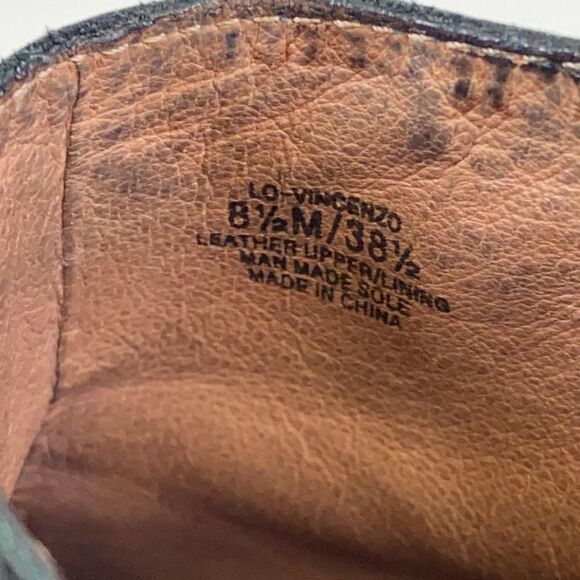 LO-VINCENZO
8½M/38½
LEATHER UPPER/LINING
MAN MADE SOLE
MADE IN CHINA